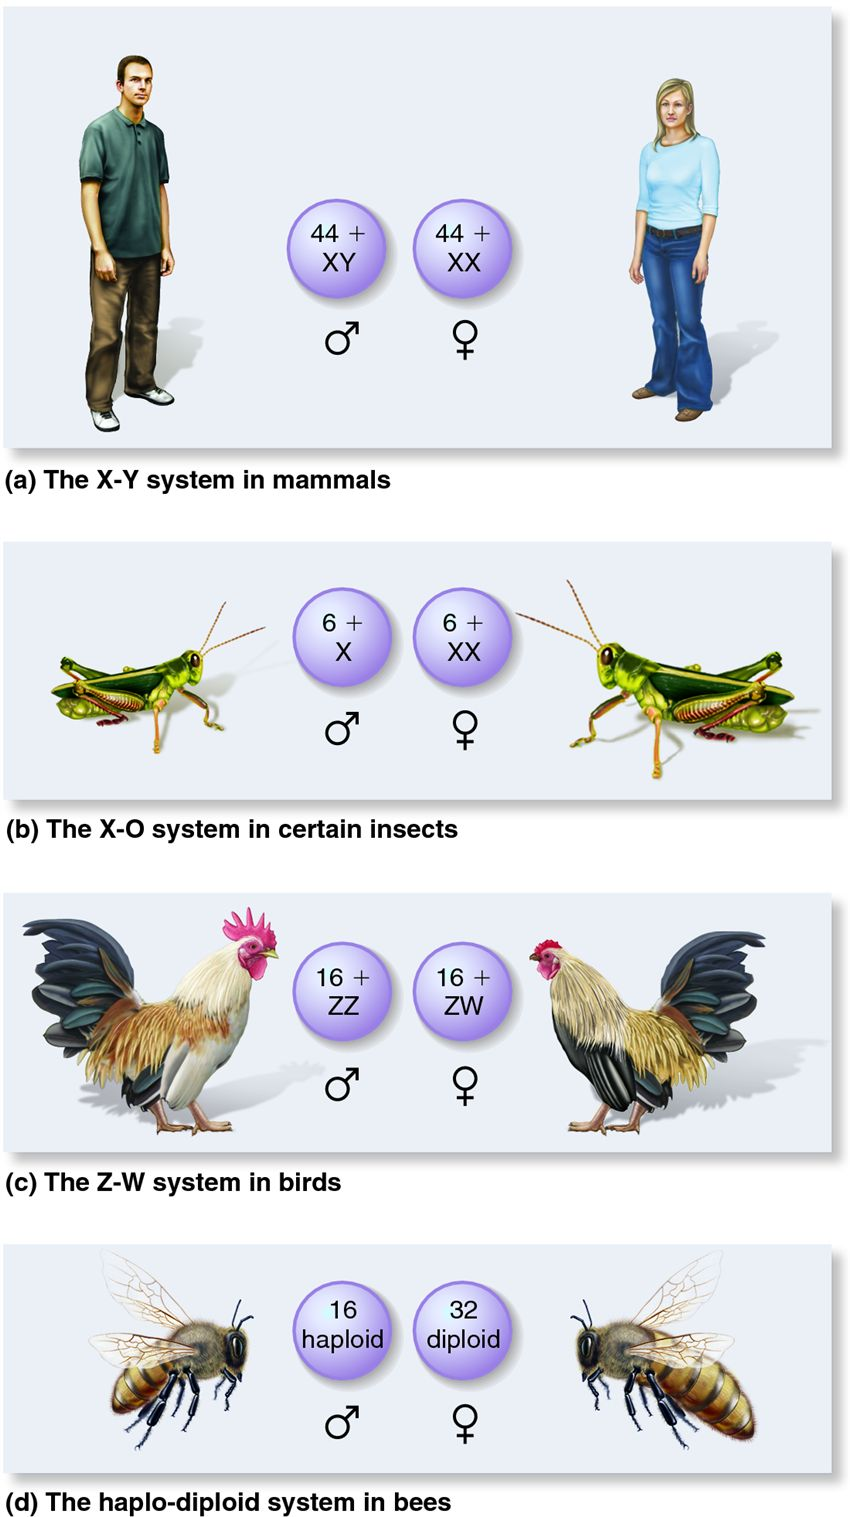 44 +
XY
44 +
XX
♂
♀
(a) The X-Y system in mammals
6 +
X
6 +
XX
♂
♀
(b) The X-O system in certain insects
16 +
ZZ
16 +
ZW
♂
♀
(c) The Z-W system in birds
16
haploid
32
diploid
♂
♀
(d) The haplo-diploid system in bees